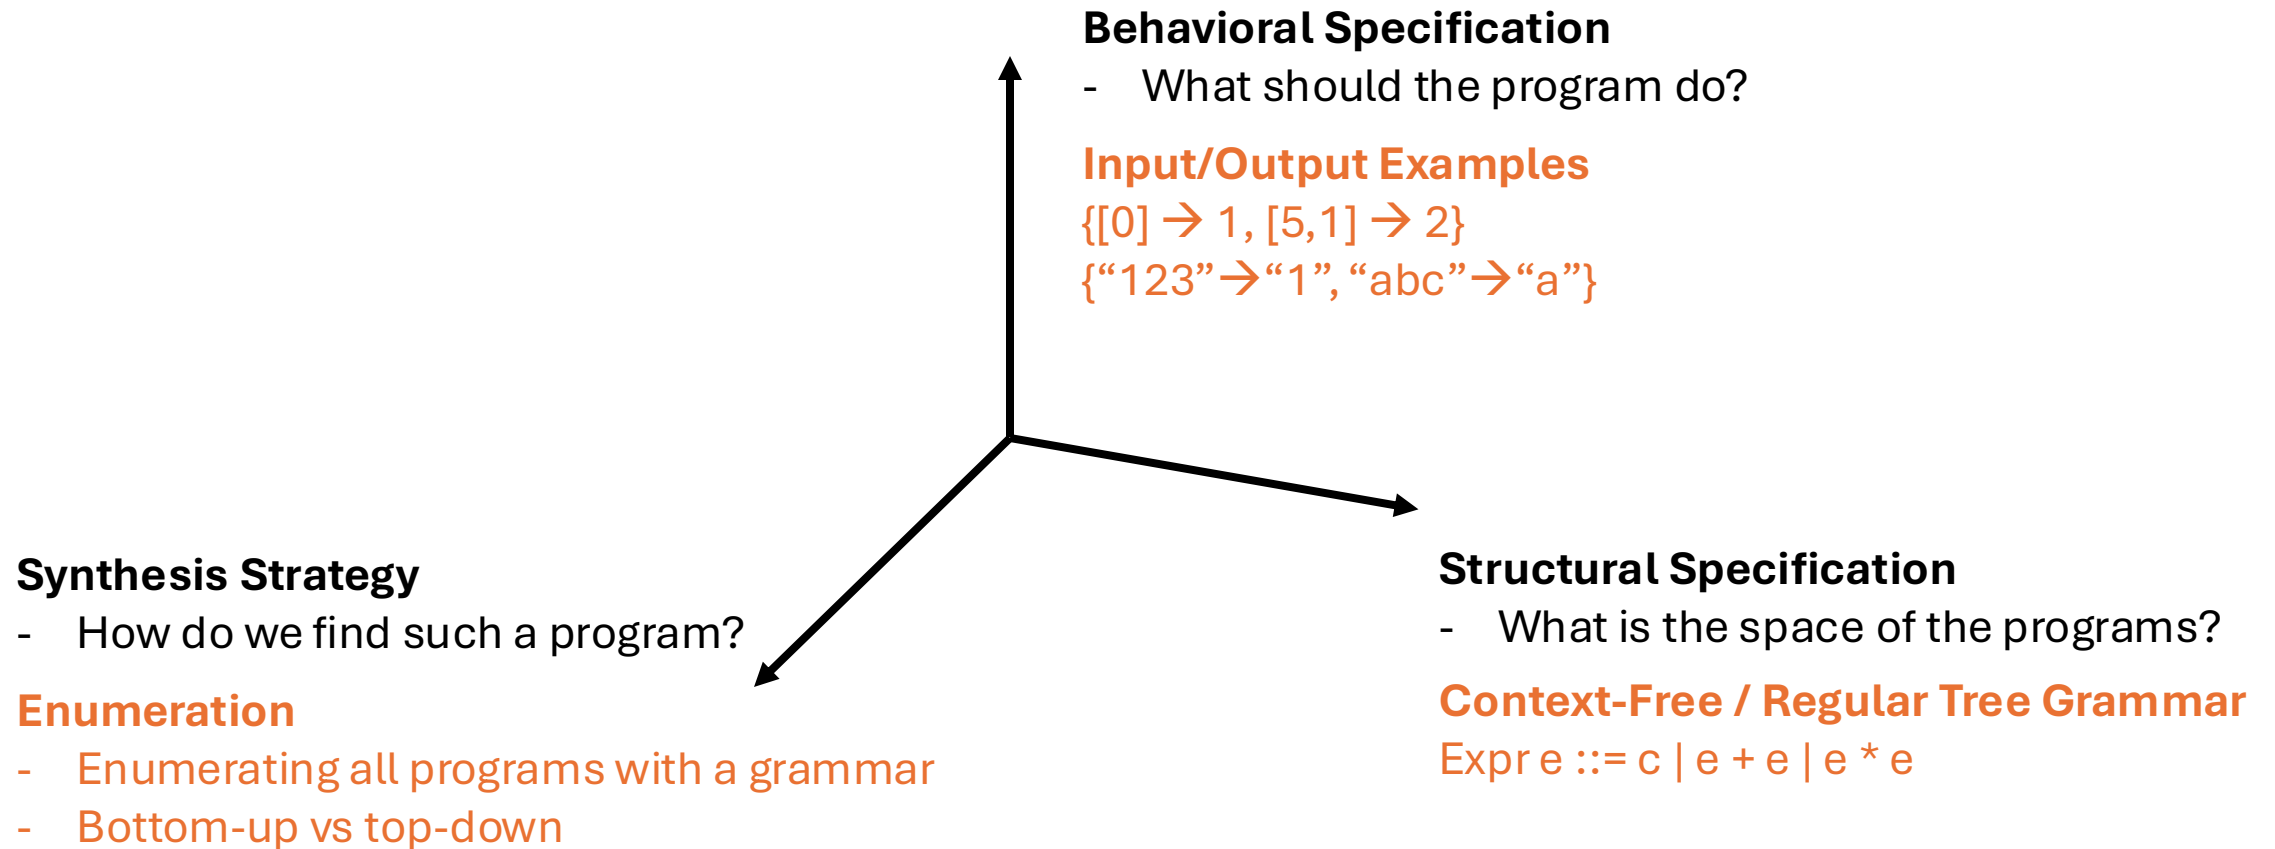 Behavioral Specification
- What should the program do?
Input/Output Examples
{[0] → 1, [5,1] → 2}
{“123”→“1”, “abc”→“a”}
Synthesis Strategy
- How do we find such a program?
Enumeration
- Enumerating all programs with a grammar
- Bottom-up vs top-down
Structural Specification
- What is the space of the programs?
Context-Free / Regular Tree Grammar
Expr e ::= c | e + e | e * e